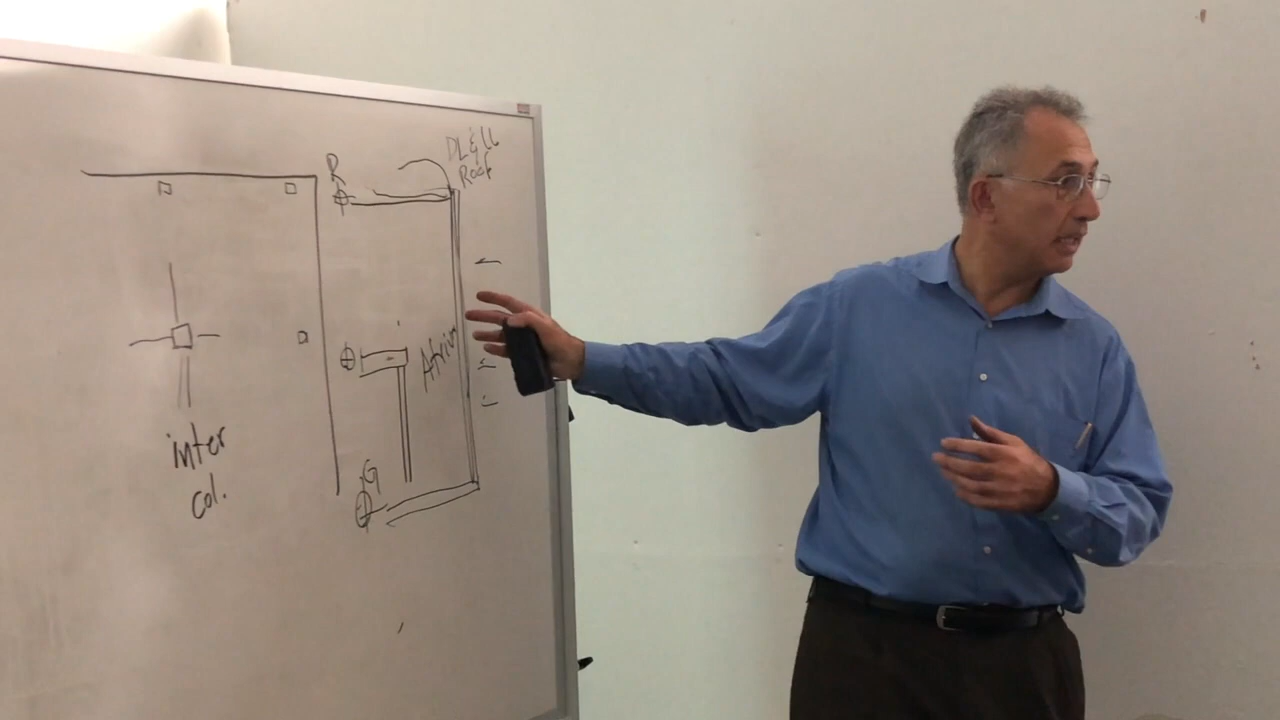 R
DL & LL
Roof
Atrium
G
inter
col.